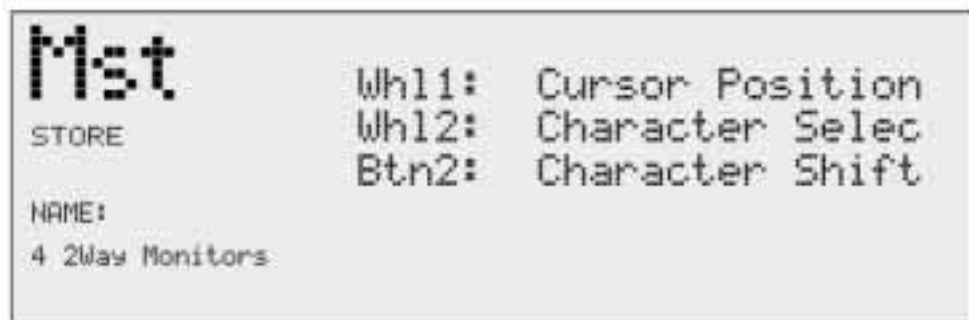 Mst
STORE
NAME:
4 2Way Monitors
Whl1: Cursor Position
Whl2: Character Selec
Btn2: Character Shift